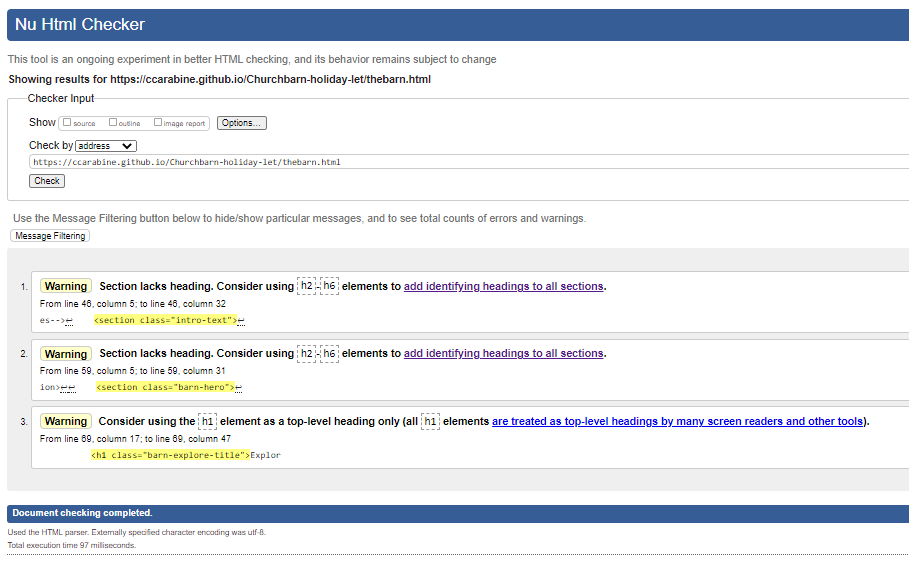 Nu Html Checker
This tool is an ongoing experiment in better HTML checking, and its behavior remains subject to change
Showing results for https://ccarabine.github.io/Churchbarn-holiday-let/thebarn.html
Checker Input
Show source outline image report Options...
Check by address
https://ccarabine.github.io/Churchbarn-holiday-let/thebarn.html
Check
Use the Message Filtering button below to hide/show particular messages, and to see total counts of errors and warnings.
Message Filtering
1. Warning Section lacks heading. Consider using h2-h6 elements to add identifying headings to all sections.
From line 46, column 5; to line 46, column 32
es-->↩ <section class="intro-text">↩
2. Warning Section lacks heading. Consider using h2-h6 elements to add identifying headings to all sections.
From line 59, column 5; to line 59, column 31
ion>↩↩ <section class="barn-hero">↩
3. Warning Consider using the h1 element as a top-level heading only (all h1 elements are treated as top-level headings by many screen readers and other tools).
From line 69, column 17; to line 69, column 47
<h1 class="barn-explore-title">Explor
Document checking completed.
Used the HTML parser. Externally specified character encoding was utf-8.
Total execution time 97 milliseconds.